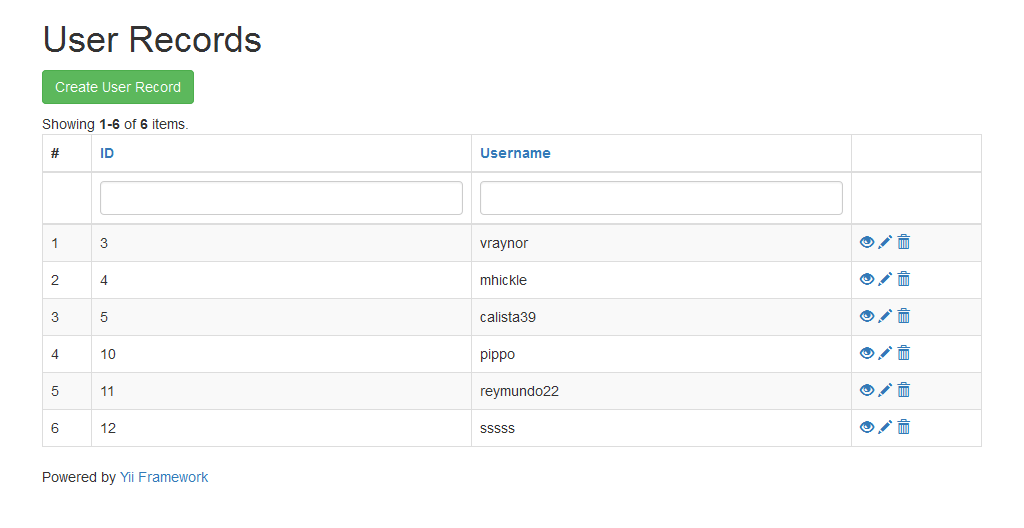 User Records
Create User Record
Showing 1-6 of 6 items.
# ID Username
1 3 vraynor
2 4 mhickle
3 5 calista39
4 10 pippo
5 11 reymundo22
6 12 sssss
Powered by Yii Framework